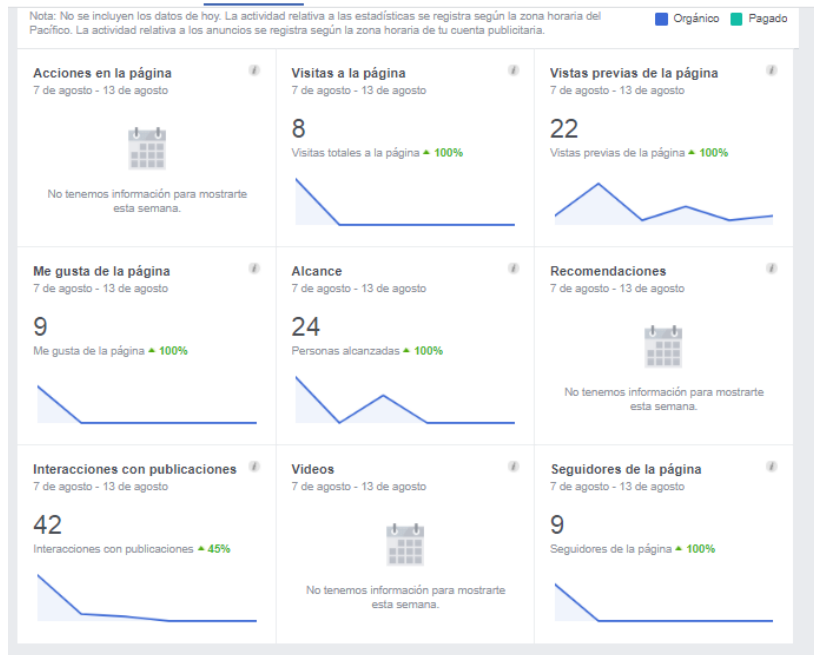 Nota: No se incluyen los datos de hoy. La actividad relativa a las estadísticas se registra según la zona horaria del
Pacífico. La actividad relativa a los anuncios se registra según la zona horaria de tu cuenta publicitaria.
Orgánico Pagado
Acciones en la página
7 de agosto - 13 de agosto
No tenemos información para mostrarte
esta semana.
Visitas a la página
7 de agosto - 13 de agosto
8
Visitas totales a la página 100%
Vistas previas de la página
7 de agosto - 13 de agosto
22
Vistas previas de la página 100%
Me gusta de la página
7 de agosto - 13 de agosto
9
Me gusta de la página 100%
Alcance
7 de agosto - 13 de agosto
24
Personas alcanzadas 100%
Recomendaciones
7 de agosto - 13 de agosto
No tenemos información para mostrarte
esta semana.
Interacciones con publicaciones
7 de agosto - 13 de agosto
42
Interacciones con publicaciones 45%
Videos
7 de agosto - 13 de agosto
No tenemos información para mostrarte
esta semana.
Seguidores de la página
7 de agosto - 13 de agosto
9
Seguidores de la página 100%